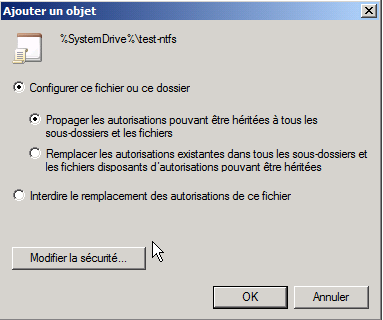 Ajouter un objet
%SystemDrive%\test-ntfs
Configurer ce fichier ou ce dossier
Propager les autorisations pouvant être héritées à tous les
sous-dossiers et les fichiers
Remplacer les autorisations existantes dans tous les sous-dossiers et
les fichiers disposants d'autorisations pouvant être héritées
Interdire le remplacement des autorisations de ce fichier
Modifier la sécurité...
OK
Annuler